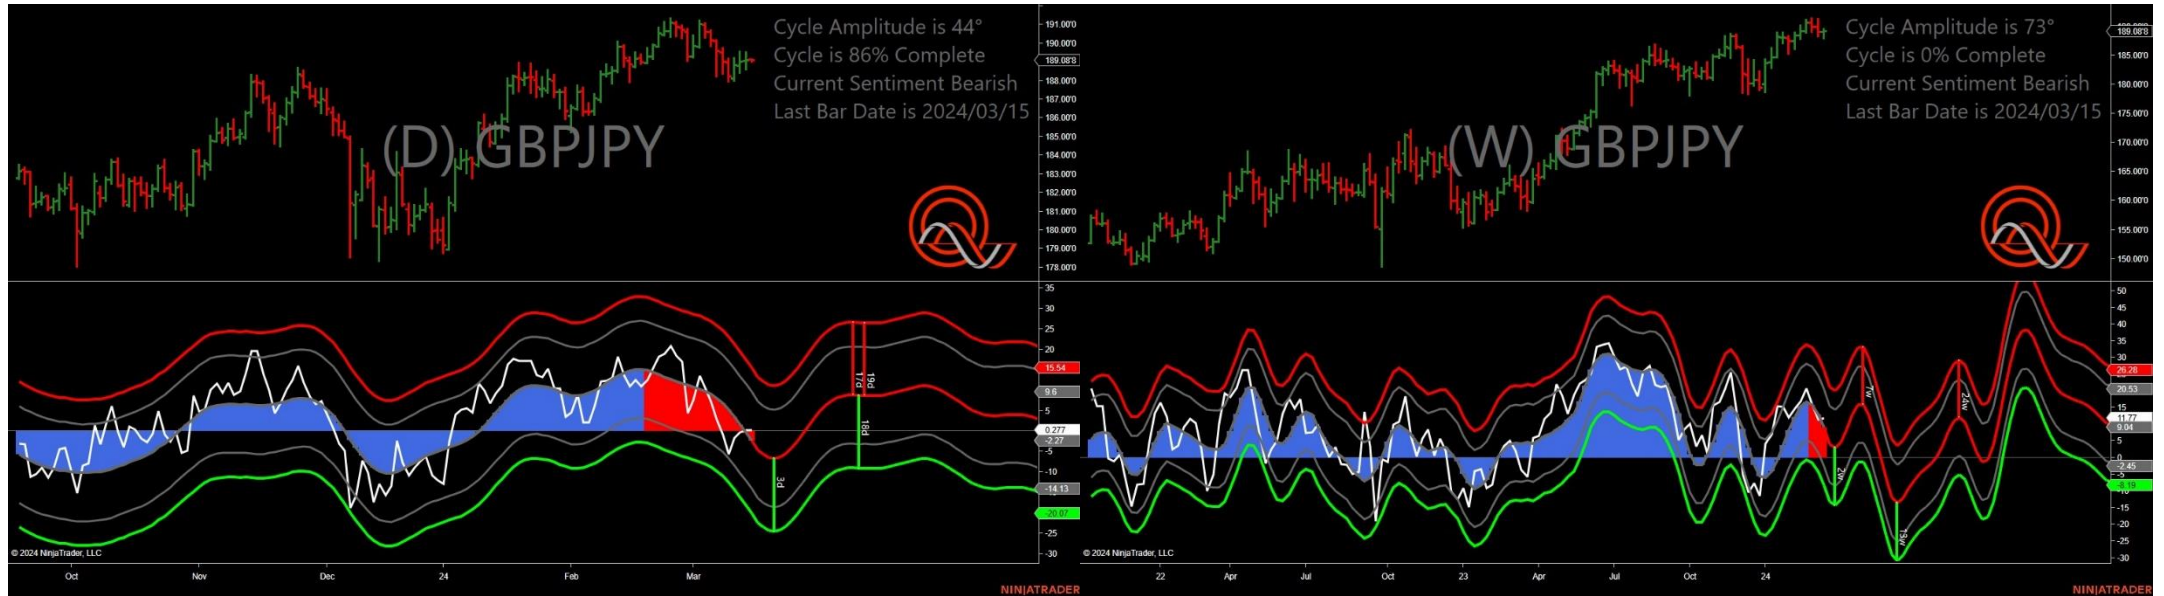 Cycle Amplitude is 44°
Cycle is 86% Complete
Current Sentiment Bearish
Last Bar Date is 2024/03/15
(D) GBPJPY
191.00'0
190.00'0
189.08'8
188.00'0
187.00'0
186.00'0
185.00'0
184.00'0
183.00'0
182.00'0
181.00'0
180.00'0
179.00'0
178.00'0
35
30
25
20
15.54
9.6
5
0.277
-2.27
-5
-10
-14.13
-20.07
-25
-30
17d
19d
18d
3d
© 2024 NinjaTrader, LLC
Oct
Nov
Dec
24
Feb
Mar
NINJATRADER
Cycle Amplitude is 73°
Cycle is 0% Complete
Current Sentiment Bearish
Last Bar Date is 2024/03/15
(W) GBPJPY
189.08'8
185.00'0
180.00'0
175.00'0
170.00'0
165.00'0
160.00'0
155.00'0
150.00'0
50
45
40
35
30
26.28
20.53
15
11.77
9.04
5
0
-2.45
-5
-8.19
-10
-15
-20
-25
-30
7w
24w
2w
13w
© 2024 NinjaTrader, LLC
22
Apr
Jul
Oct
23
Apr
Jul
Oct
24
NINJATRADER